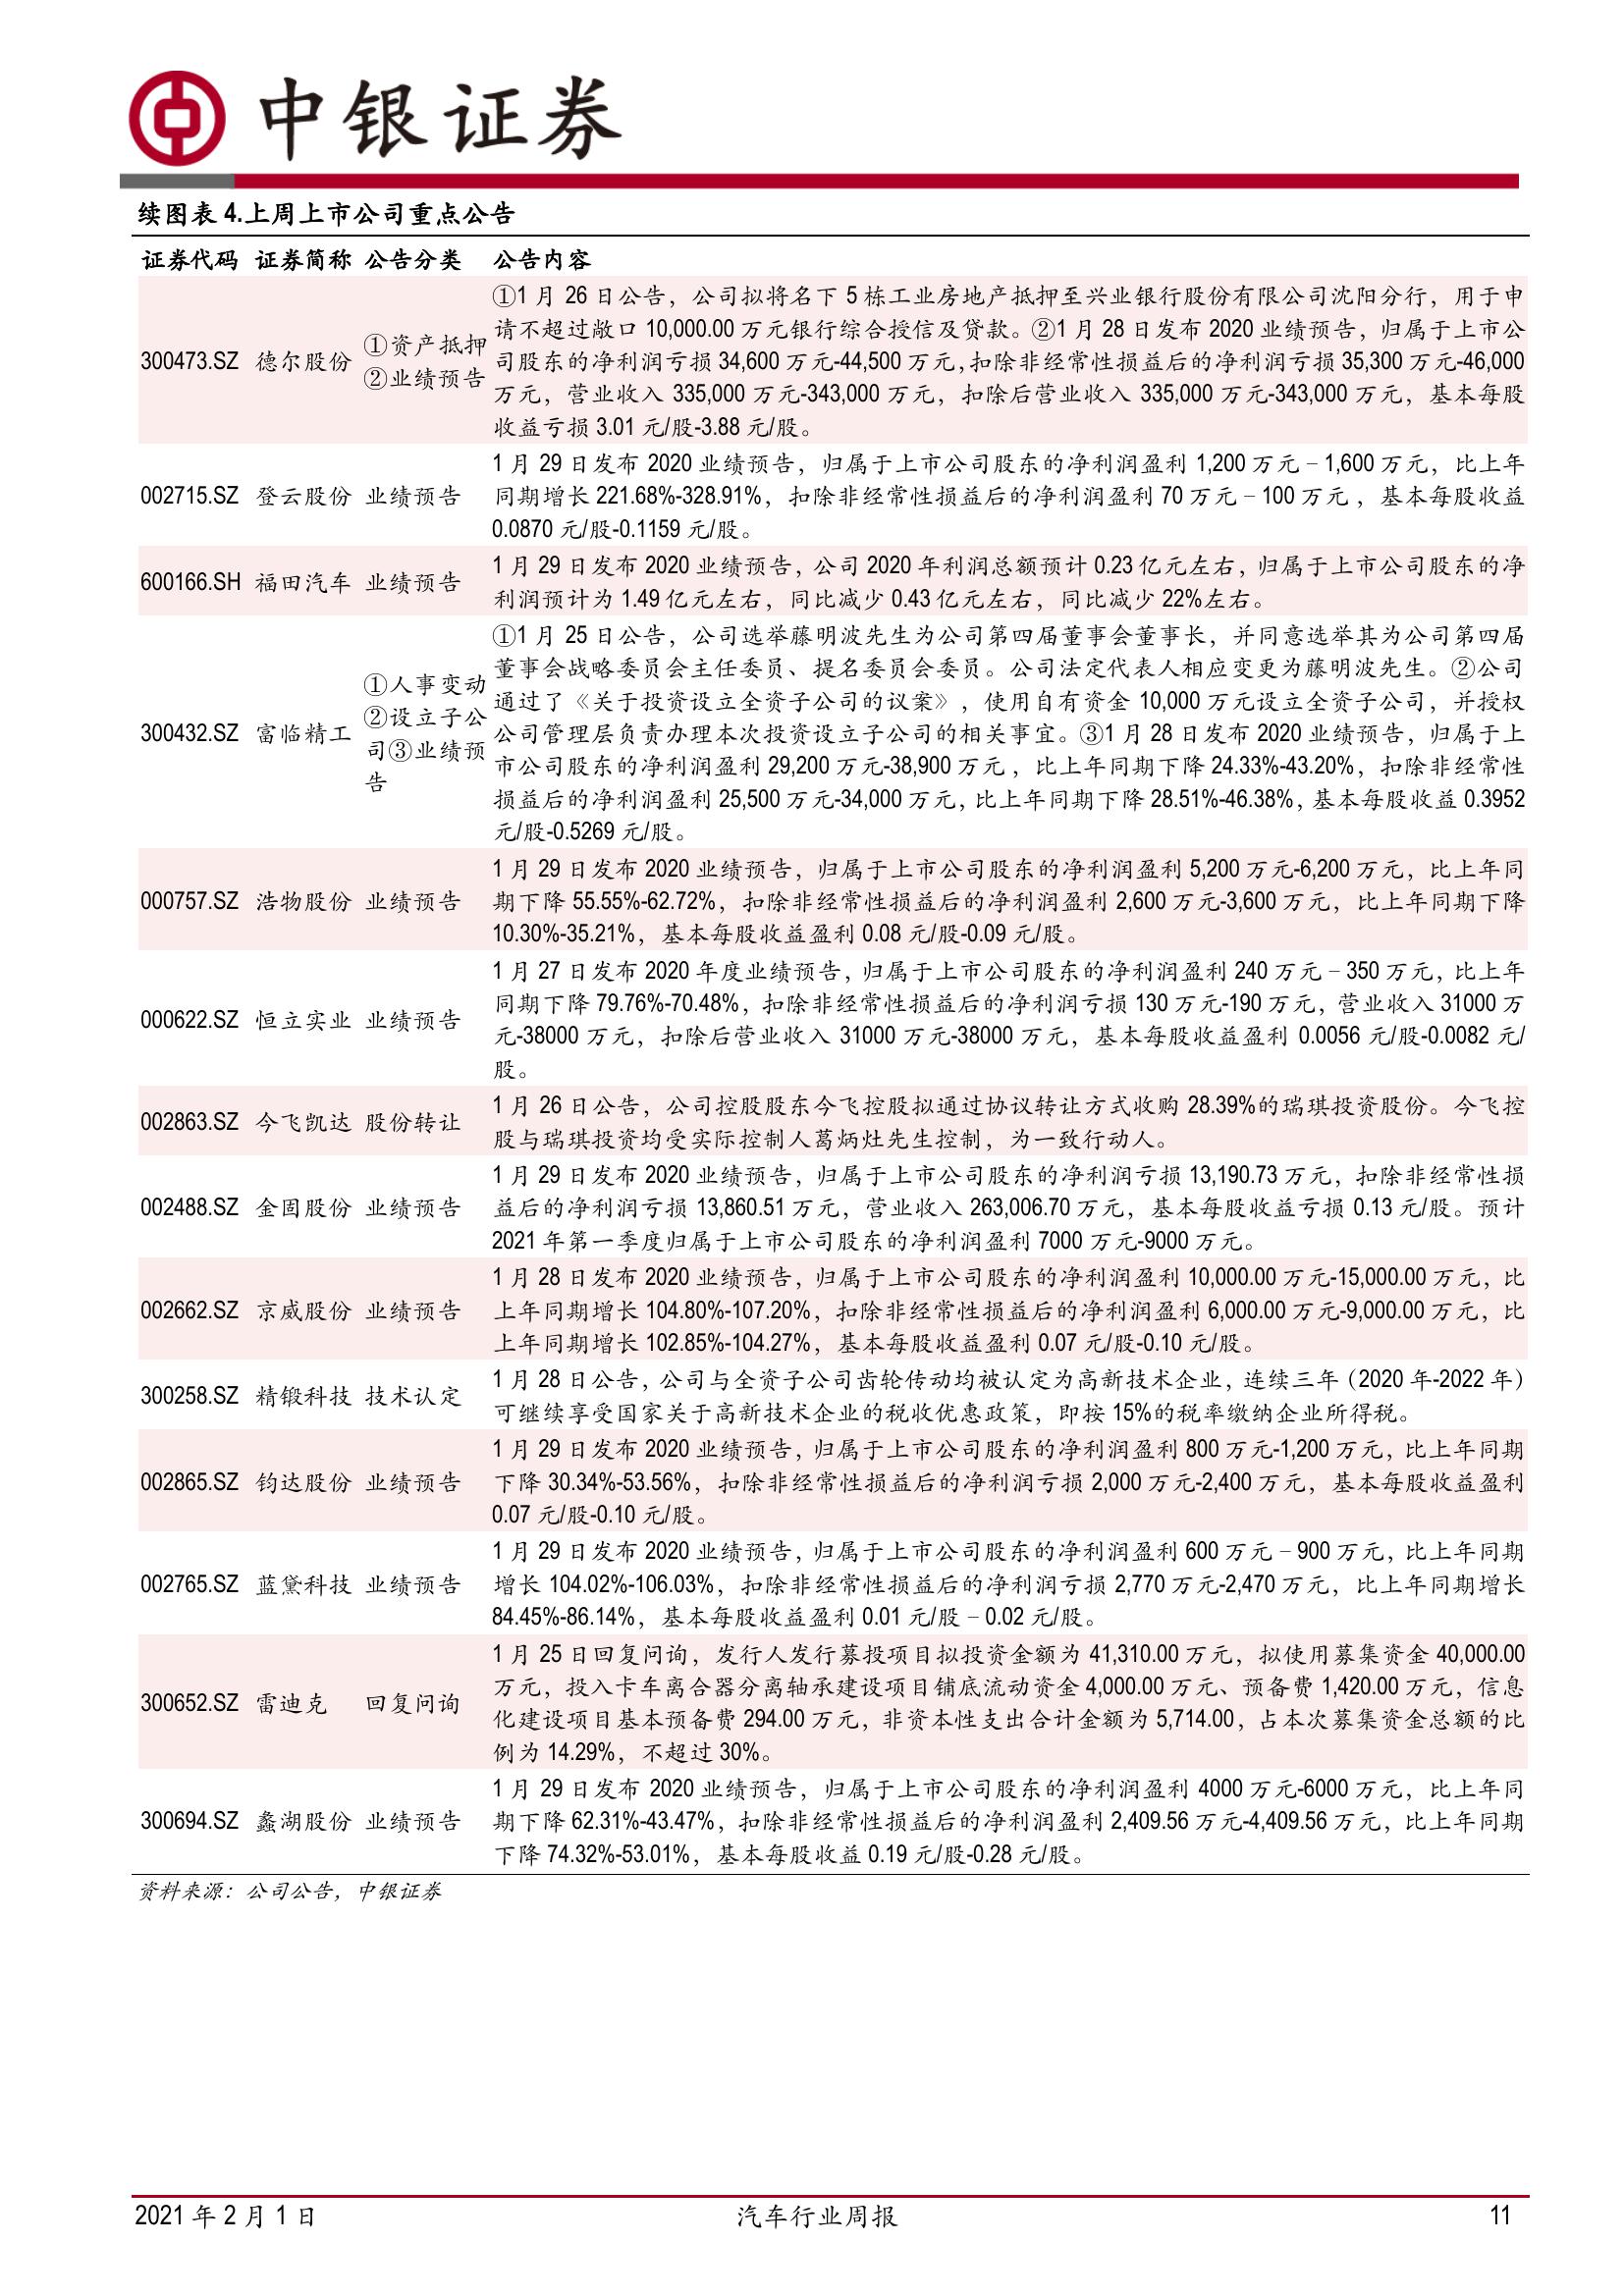 中银证券
续图表 4.上周上市公司重点公告
证券代码 证券简称 公告分类 公告内容
300473.SZ 德尔股份
①资产抵押
②业绩预告
①1 月 26 日公告，公司拟将名下 5 栋工业房地产抵押至兴业银行股份有限公司沈阳分行，用于申
请不超过敞口 10,000.00 万元银行综合授信及贷款。②1 月 28 日发布 2020 业绩预告，归属于上市公
司股东的净利润亏损 34,600 万元-44,500 万元,扣除非经常性损益后的净利润亏损 35,300 万元-46,000
万元，营业收入 335,000 万元-343,000 万元，扣除后营业收入 335,000 万元-343,000 万元，基本每股
收益亏损 3.01 元/股-3.88 元/股。
002715.SZ 登云股份 业绩预告
1 月 29 日发布 2020 业绩预告，归属于上市公司股东的净利润盈利 1,200 万元 – 1,600 万元，比上年
同期增长 221.68%-328.91%，扣除非经常性损益后的净利润盈利 70 万元 – 100 万元 ，基本每股收益
0.0870 元/股-0.1159 元/股。
600166.SH 福田汽车 业绩预告
1 月 29 日发布 2020 业绩预告，公司 2020 年利润总额预计 0.23 亿元左右，归属于上市公司股东的净
利润预计为 1.49 亿元左右，同比减少 0.43 亿元左右，同比减少 22%左右。
300432.SZ 富临精工
①人事变动
②设立子公
司③业绩预
告
①1 月 25 日公告，公司选举藤明波先生为公司第四届董事会董事长，并同意选举其为公司第四届
董事会战略委员会主任委员、提名委员会委员。公司法定代表人相应变更为藤明波先生。②公司
通过了《关于投资设立全资子公司的议案》，使用自有资金 10,000 万元设立全资子公司，并授权
公司管理层负责办理本次投资设立子公司的相关事宜。③1 月 28 日发布 2020 业绩预告，归属于上
市公司股东的净利润盈利 29,200 万元-38,900 万元 ，比上年同期下降 24.33%-43.20%，扣除非经常性
损益后的净利润盈利 25,500 万元-34,000 万元，比上年同期下降 28.51%-46.38%，基本每股收益 0.3952
元/股-0.5269 元/股。
000757.SZ 浩物股份 业绩预告
1 月 29 日发布 2020 业绩预告，归属于上市公司股东的净利润盈利 5,200 万元-6,200 万元，比上年同
期下降 55.55%-62.72%，扣除非经常性损益后的净利润盈利 2,600 万元-3,600 万元，比上年同期下降
10.30%-35.21%，基本每股收益盈利 0.08 元/股-0.09 元/股。
000622.SZ 恒立实业 业绩预告
1 月 27 日发布 2020 年度业绩预告，归属于上市公司股东的净利润盈利 240 万元 – 350 万元，比上年
同期下降 79.76%-70.48%，扣除非经常性损益后的净利润亏损 130 万元-190 万元，营业收入 31000 万
元-38000 万元，扣除后营业收入 31000 万元-38000 万元，基本每股收益盈利 0.0056 元/股-0.0082 元/
股。
002863.SZ 今飞凯达 股份转让
1 月 26 日公告，公司控股股东今飞控股拟通过协议转让方式收购 28.39%的瑞琪投资股份。今飞控
股与瑞琪投资均受实际控制人葛炳灶先生控制，为一致行动人。
002488.SZ 金固股份 业绩预告
1 月 29 日发布 2020 业绩预告，归属于上市公司股东的净利润亏损 13,190.73 万元，扣除非经常性损
益后的净利润亏损 13,860.51 万元，营业收入 263,006.70 万元，基本每股收益亏损 0.13 元/股。预计
2021 年第一季度归属于上市公司股东的净利润盈利 7000 万元-9000 万元。
002662.SZ 京威股份 业绩预告
1 月 28 日发布 2020 业绩预告，归属于上市公司股东的净利润盈利 10,000.00 万元-15,000.00 万元，比
上年同期增长 104.80%-107.20%，扣除非经常性损益后的净利润盈利 6,000.00 万元-9,000.00 万元，比
上年同期增长 102.85%-104.27%，基本每股收益盈利 0.07 元/股-0.10 元/股。
300258.SZ 精锻科技 技术认定
1 月 28 日公告，公司与全资子公司齿轮传动均被认定为高新技术企业，连续三年（2020 年-2022 年）
可继续享受国家关于高新技术企业的税收优惠政策，即按 15%的税率缴纳企业所得税。
002865.SZ 钧达股份 业绩预告
1 月 29 日发布 2020 业绩预告，归属于上市公司股东的净利润盈利 800 万元-1,200 万元，比上年同期
下降 30.34%-53.56%，扣除非经常性损益后的净利润亏损 2,000 万元-2,400 万元，基本每股收益盈利
0.07 元/股-0.10 元/股。
002765.SZ 蓝黛科技 业绩预告
1 月 29 日发布 2020 业绩预告，归属于上市公司股东的净利润盈利 600 万元 – 900 万元，比上年同期
增长 104.02%-106.03%，扣除非经常性损益后的净利润亏损 2,770 万元-2,470 万元，比上年同期增长
84.45%-86.14%，基本每股收益盈利 0.01 元/股 – 0.02 元/股。
300652.SZ 雷迪克 回复问询
1 月 25 日回复问询，发行人发行募投项目拟投资金额为 41,310.00 万元，拟使用募集资金 40,000.00
万元，投入卡车离合器分离轴承建设项目铺底流动资金 4,000.00 万元、预备费 1,420.00 万元，信息
化建设项目基本预备费 294.00 万元，非资本性支出合计金额为 5,714.00，占本次募集资金总额的比
例为 14.29%，不超过 30%。
300694.SZ 蠡湖股份 业绩预告
1 月 29 日发布 2020 业绩预告，归属于上市公司股东的净利润盈利 4000 万元-6000 万元，比上年同
期下降 62.31%-43.47%，扣除非经常性损益后的净利润盈利 2,409.56 万元-4,409.56 万元，比上年同期
下降 74.32%-53.01%，基本每股收益 0.19 元/股-0.28 元/股。
资料来源：公司公告，中银证券
2021 年 2 月 1 日 汽车行业周报 11